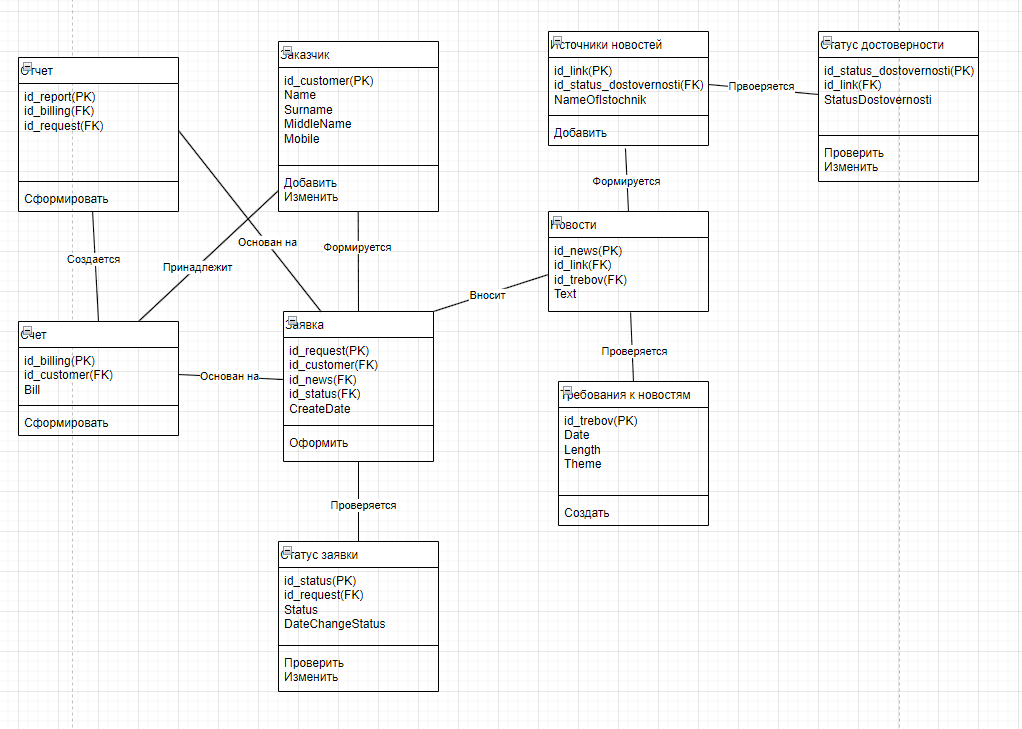 Отчет
id_report(PK)
id_billing(FK)
id_request(FK)
Сформировать
Заказчик
id_customer(PK)
Name
Surname
MiddleName
Mobile
Добавить
Изменить
Источники новостей
id_link(PK)
id_status_dostovernosti(FK)
NameOfIstochnik
Добавить
Првоеряется
Статус достоверности
id_status_dostovernosti(PK)
id_link(FK)
StatusDostovernosti
Проверить
Изменить
Формируется
Создается
Принадлежит
Основан на
Формируется
Новости
id_news(PK)
id_link(FK)
id_trebov(FK)
Text
Вносит
Счет
id_billing(PK)
id_customer(FK)
Bill
Сформировать
Основан на
Заявка
id_request(PK)
id_customer(FK)
id_news(FK)
id_status(FK)
CreateDate
Оформить
Проверяется
Требования к новостям
id_trebov(PK)
Date
Length
Theme
Создать
Проверяется
Статус заявки
id_status(PK)
id_request(FK)
Status
DateChangeStatus
Проверить
Изменить